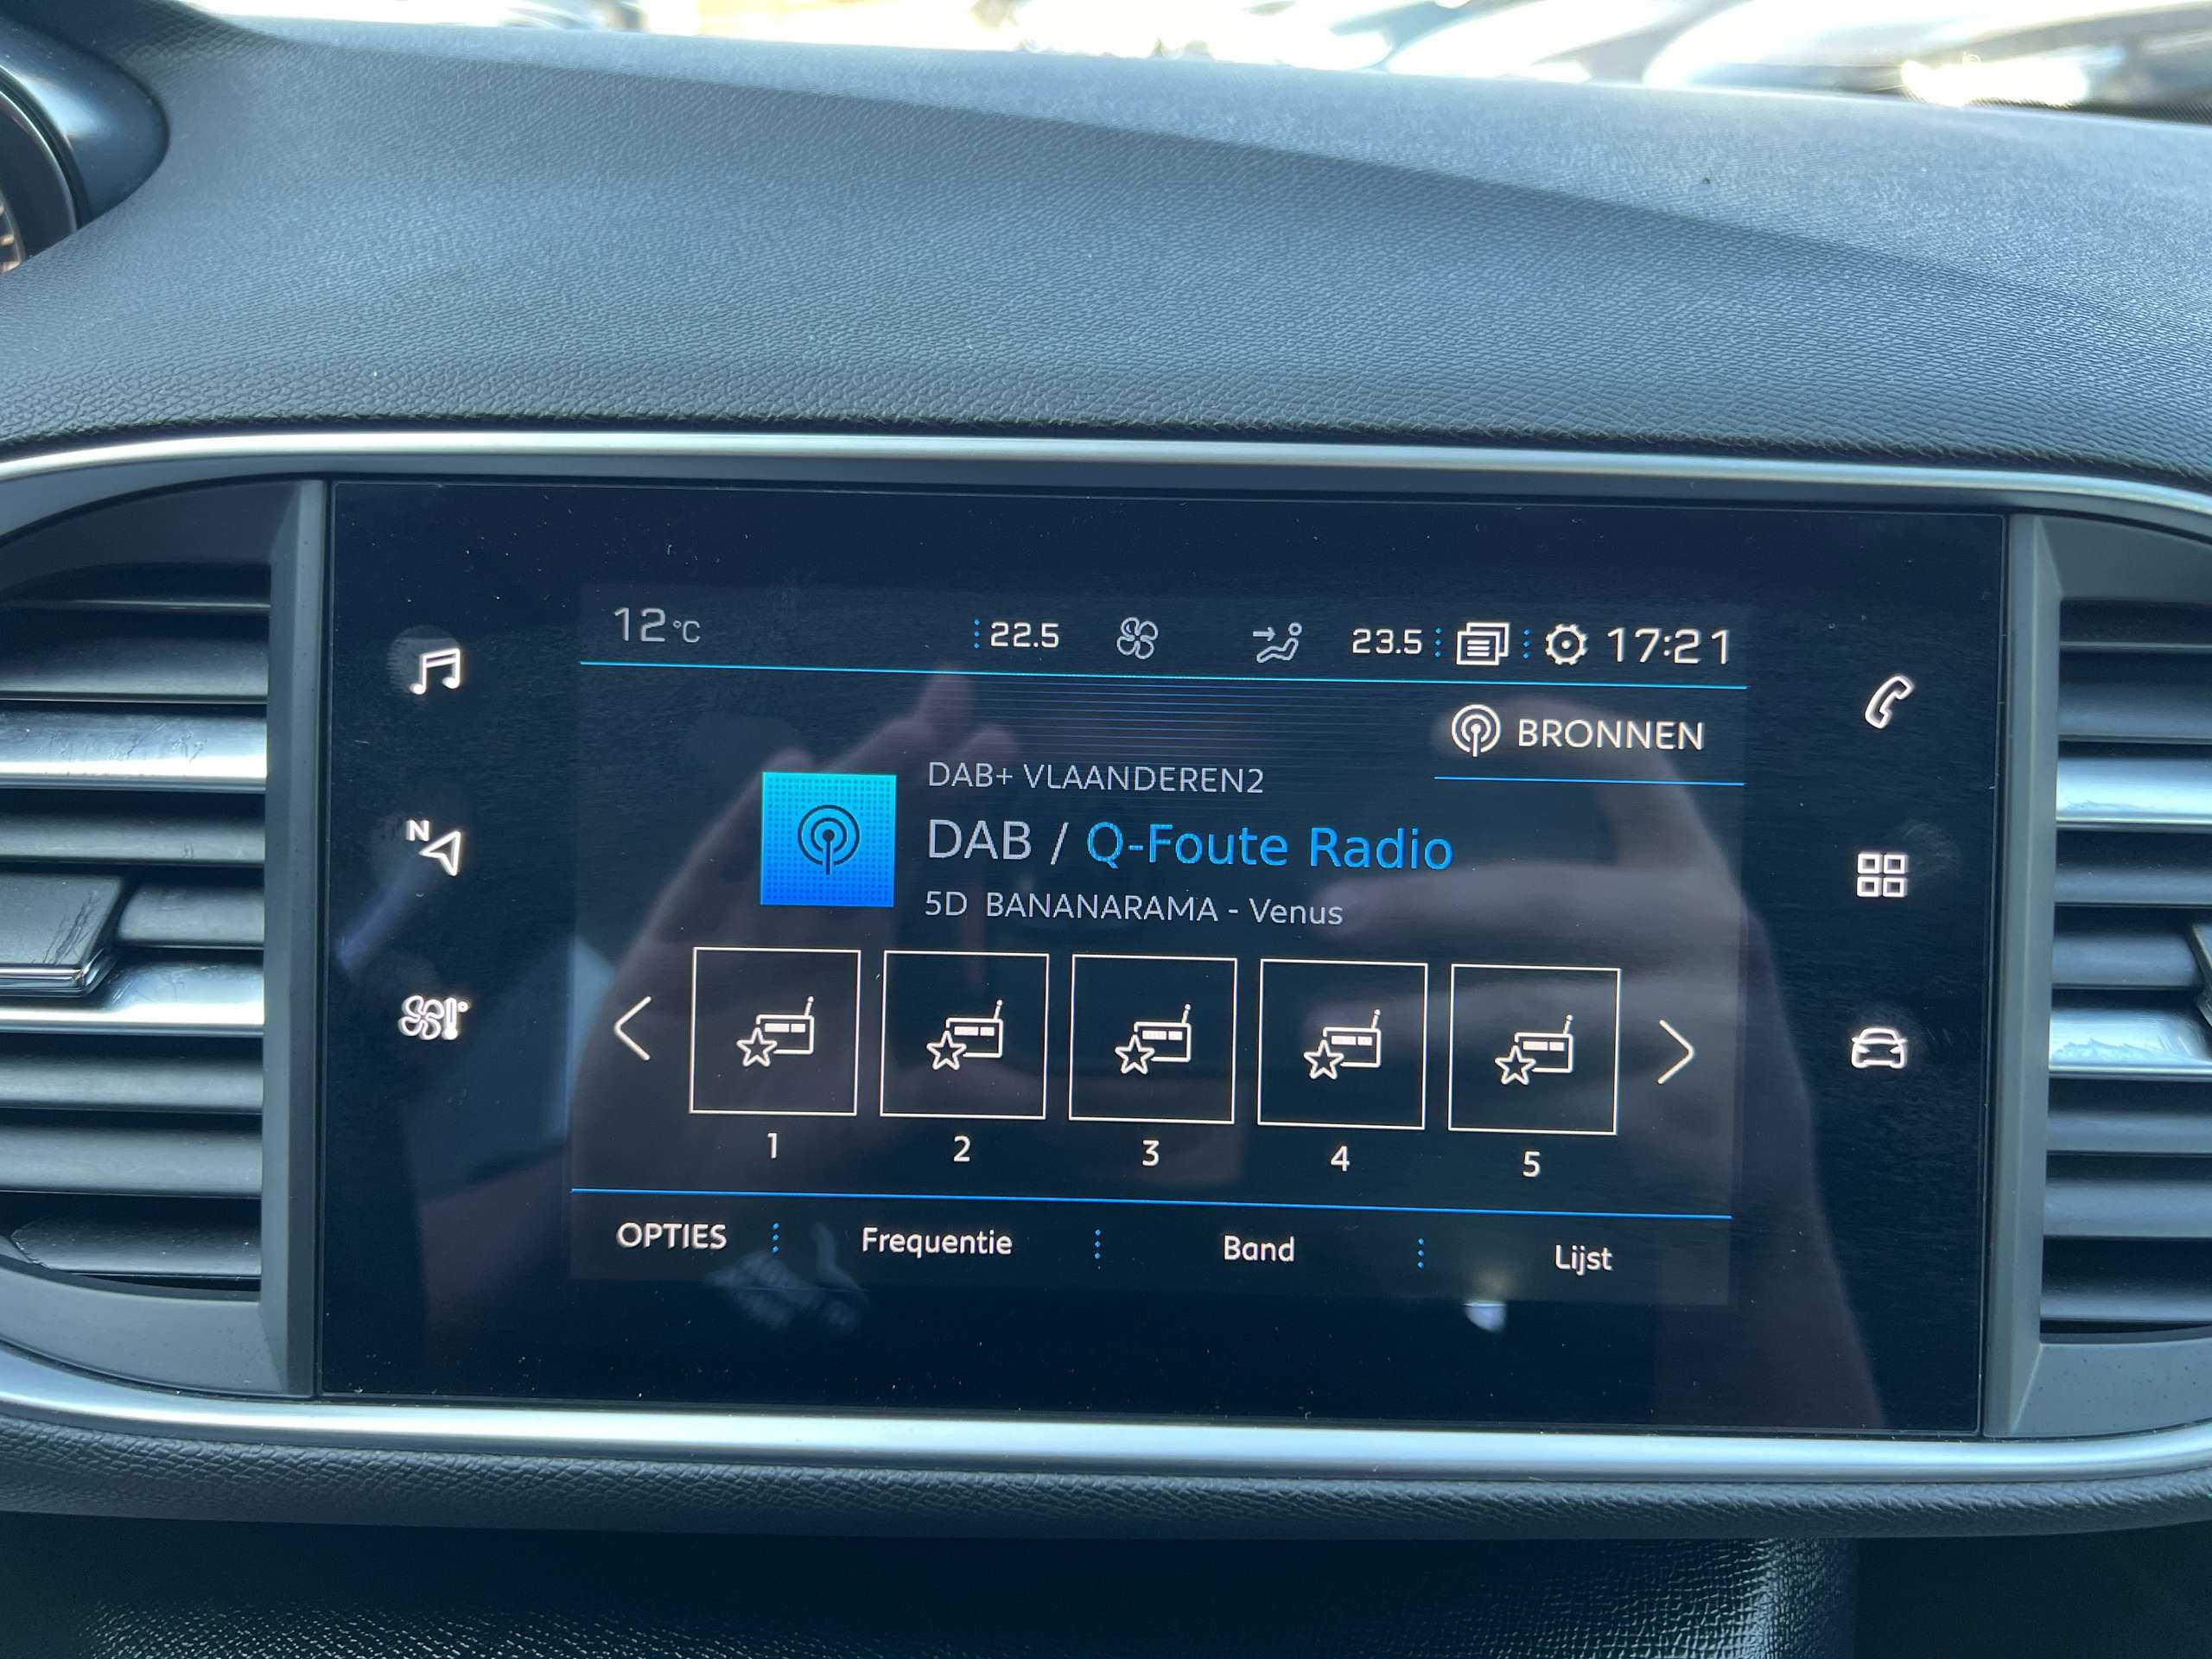 12°C 22.5 23.5 17:21
BRONNEN
DAB+ VLAANDEREN2
DAB / Q-Foute Radio
5D BANANARAMA - Venus
N
1 2 3 4 5
OPTIES Frequentie Band Lijst